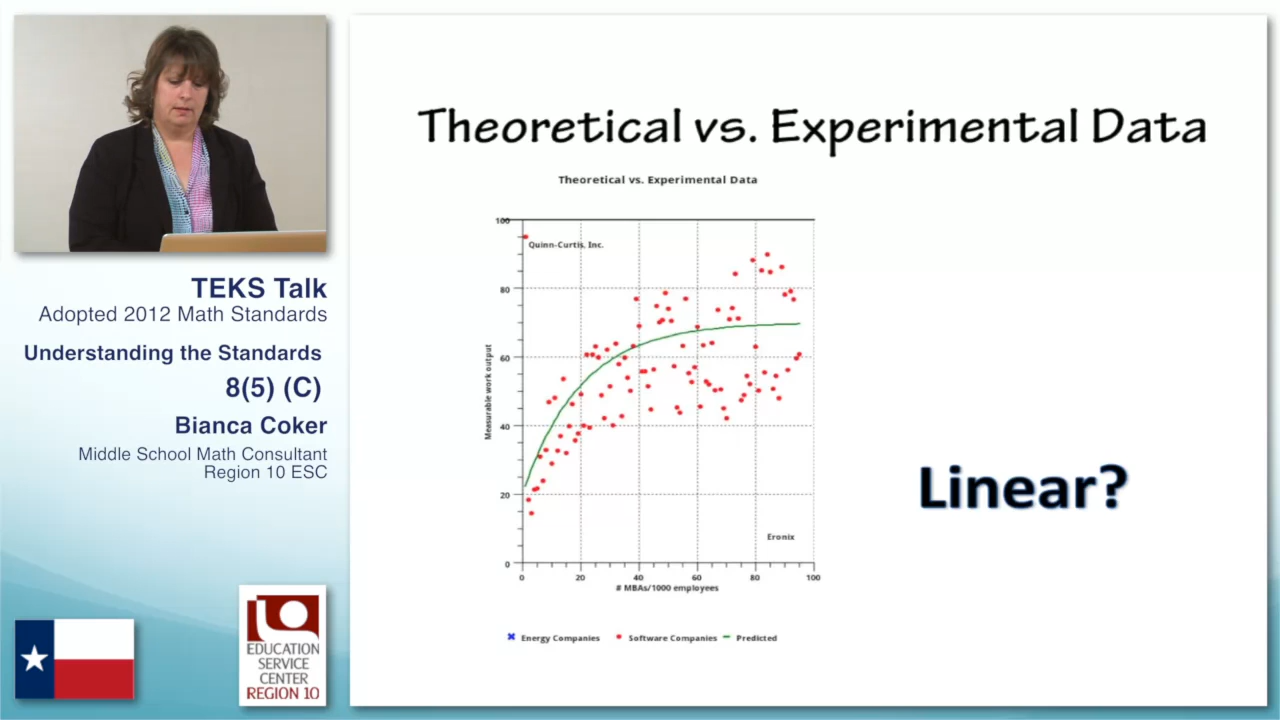 TEKS Talk
Adopted 2012 Math Standards
Understanding the Standards
8(5) (C)
Bianca Coker
Middle School Math Consultant
Region 10 ESC
EDUCATION
SERVICE
CENTER
REGION 10
Theoretical vs. Experimental Data
Theoretical vs. Experimental Data
100
Quinn-Curtis, Inc.
80
60
40
20
0
Measurable work output
Eronix
0 20 40 60 80 100
# MBAs/1000 employees
Energy Companies Software Companies Predicted
Linear?